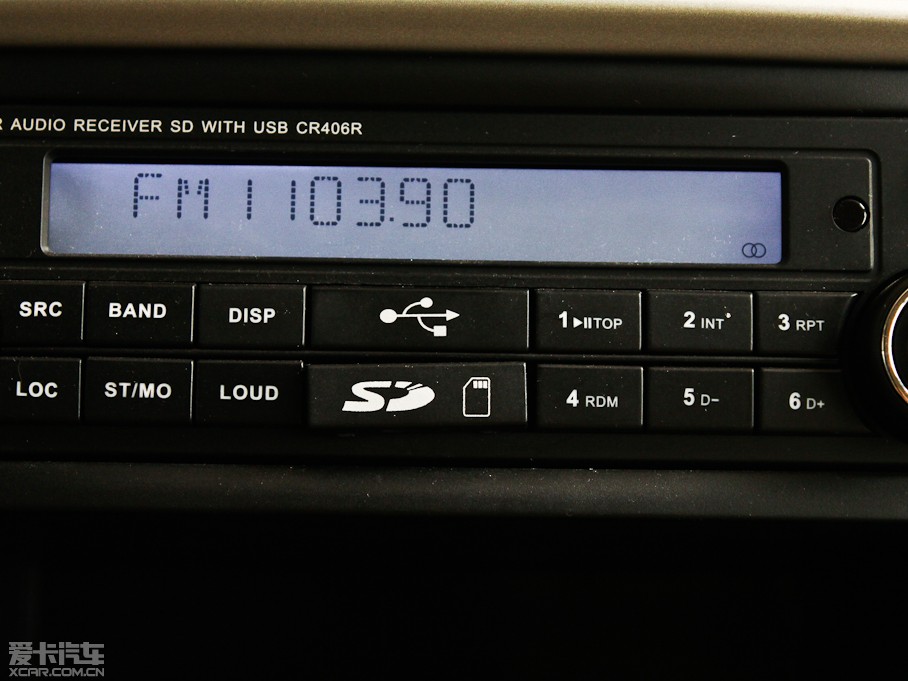 R AUDIO RECEIVER SD WITH USB CR406R
FM1 103.90
SRC BAND DISP 1 TOP 2 INT 3 RPT
LOC ST/MO LOUD SD 4 RDM 5 D- 6 D+
爱卡汽车
XCAR.COM.CN